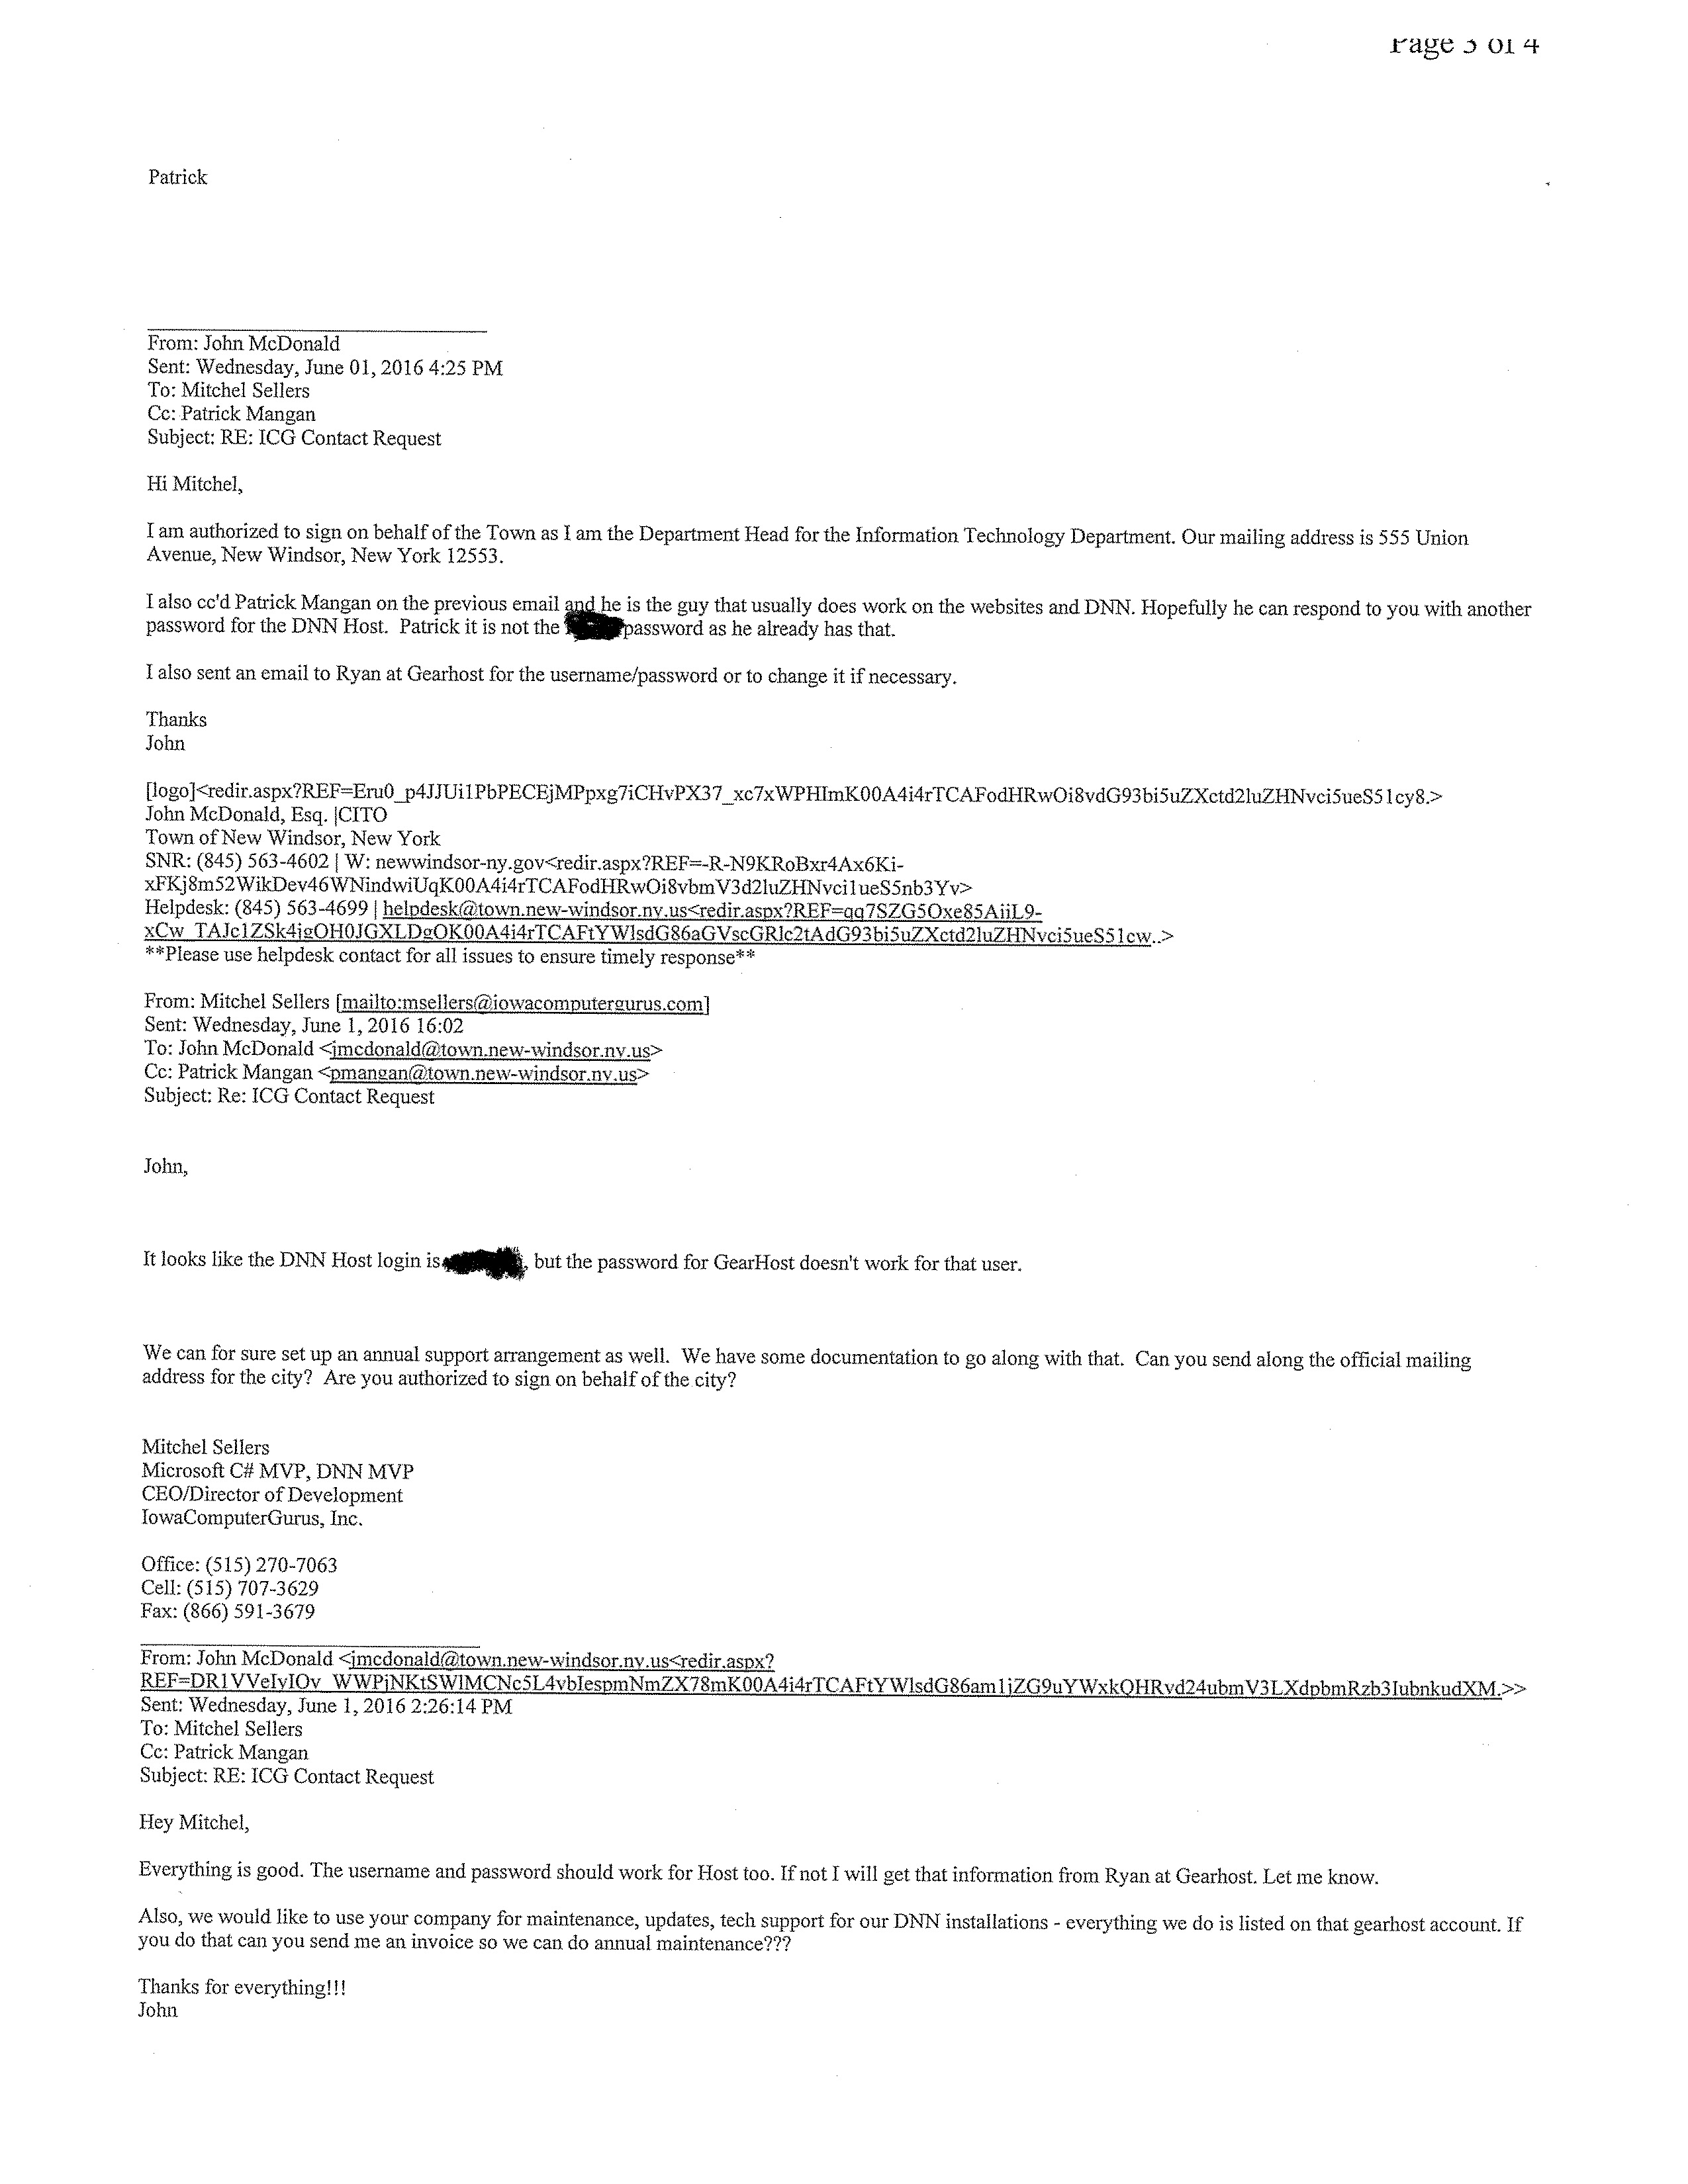 Page 3 of 4
Patrick
From: John McDonald
Sent: Wednesday, June 01, 2016 4:25 PM
To: Mitchel Sellers
Cc: Patrick Mangan
Subject: RE: ICG Contact Request
Hi Mitchel,
I am authorized to sign on behalf of the Town as I am the Department Head for the Information Technology Department. Our mailing address is 555 Union
Avenue, New Windsor, New York 12553.
I also cc'd Patrick Mangan on the previous email and he is the guy that usually does work on the websites and DNN. Hopefully he can respond to you with another
password for the DNN Host. Patrick it is not the password as he already has that.
I also sent an email to Ryan at Gearhost for the username/password or to change it if necessary.
Thanks
John
[logo]<redir.aspx?REF=Eru0_p4JJUi1PbPECEjMPpxg7iCHvPX37_xc7xWPHImK00A4i4rTCAFodHRwOi8vdG93bi5uZXctd2luZHNvci5ueS51cy8.>
John McDonald, Esq. |CITO
Town of New Windsor, New York
SNR: (845) 563-4602 | W: newwindsor-ny.gov<redir.aspx?REF=-R-N9KRoBxr4Ax6Ki-
xFKj8m52WikDev46WNindwiUqK00A4i4rTCAFodHRwOi8vbmV3d2luZHNvci1ueS5nb3Yv>
Helpdesk: (845) 563-4699 | helpdesk@town.new-windsor.ny.us<redir.aspx?REF=qq7SZG5Oxe85AiiL9-
xCw_TAJc1ZSk4jgOH0JGXLDgOK00A4i4rTCAFtYWlsdG86aGVscGRlc2tAdG93bi5uZXctd2luZHNvci5ueS51cw..>
**Please use helpdesk contact for all issues to ensure timely response**
From: Mitchel Sellers [mailto:msellers@iowacomputergurus.com]
Sent: Wednesday, June 1, 2016 16:02
To: John McDonald <jmcdonald@town.new-windsor.ny.us>
Cc: Patrick Mangan <pmangan@town.new-windsor.ny.us>
Subject: Re: ICG Contact Request
John,
It looks like the DNN Host login is , but the password for GearHost doesn't work for that user.
We can for sure set up an annual support arrangement as well. We have some documentation to go along with that. Can you send along the official mailing
address for the city? Are you authorized to sign on behalf of the city?
Mitchel Sellers
Microsoft C# MVP, DNN MVP
CEO/Director of Development
IowaComputerGurus, Inc.
Office: (515) 270-7063
Cell: (515) 707-3629
Fax: (866) 591-3679
From: John McDonald <jmcdonald@town.new-windsor.ny.us<redir.aspx?
REF=DR1VVeIyIOv_WWPjNKtSWlMCNc5L4vbIespmNmZX78mK00A4i4rTCAFtYWlsdG86am1jZG9uYWxkQHRvd24ubmV3LXdpbmRzb3IubnkudXM.>>
Sent: Wednesday, June 1, 2016 2:26:14 PM
To: Mitchel Sellers
Cc: Patrick Mangan
Subject: RE: ICG Contact Request
Hey Mitchel,
Everything is good. The username and password should work for Host too. If not I will get that information from Ryan at Gearhost. Let me know.
Also, we would like to use your company for maintenance, updates, tech support for our DNN installations - everything we do is listed on that gearhost account. If
you do that can you send me an invoice so we can do annual maintenance???
Thanks for everything!!!
John